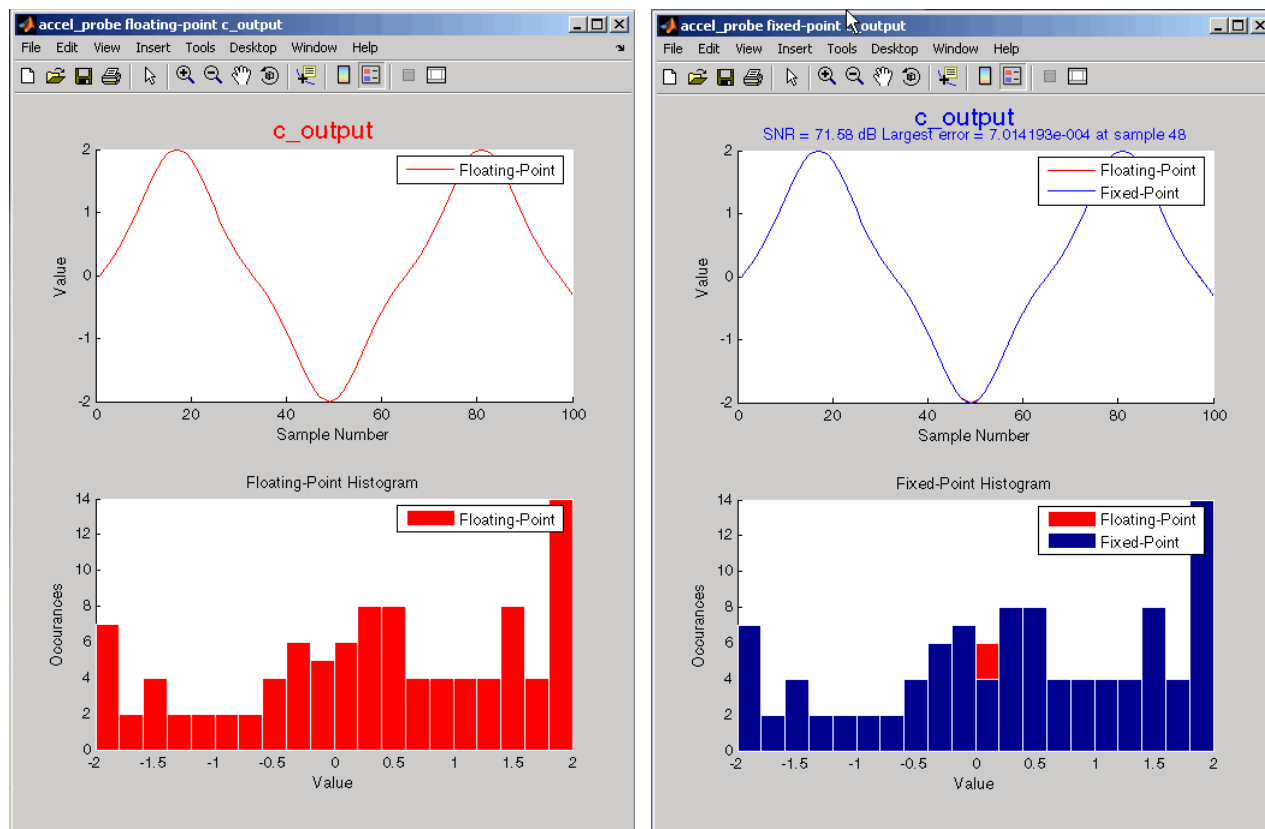 accel_probe floating-point c_output
File Edit View Insert Tools Desktop Window Help
c_output
2
1
0
-1
-2
Value
0 20 40 60 80 100
Sample Number
Floating-Point
Floating-Point Histogram
14
12
10
8
6
4
2
0
Occurances
-2 -1.5 -1 -0.5 0 0.5 1 1.5 2
Value
Floating-Point
accel_probe fixed-point c_output
File Edit View Insert Tools Desktop Window Help
c_output
SNR = 71.58 dB Largest error = 7.014193e-004 at sample 48
2
1
0
-1
-2
Value
0 20 40 60 80 100
Sample Number
Floating-Point
Fixed-Point
Fixed-Point Histogram
14
12
10
8
6
4
2
0
Occurances
-2 -1.5 -1 -0.5 0 0.5 1 1.5 2
Value
Floating-Point
Fixed-Point